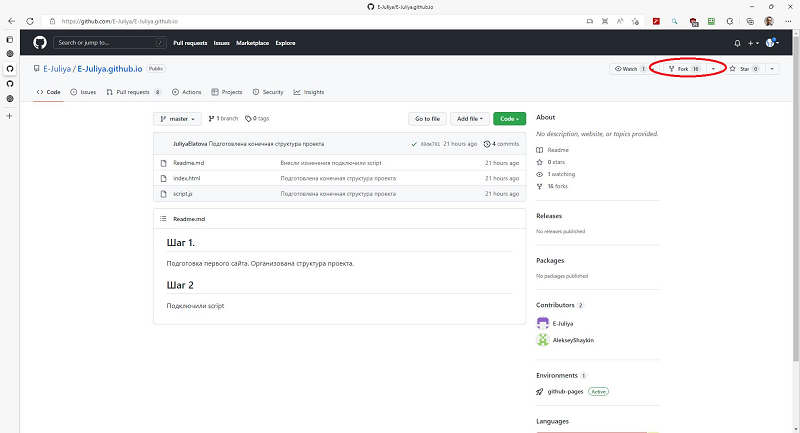 E-Juliya/E-Juliya.github.io
https://github.com/E-Juliya/E-Juliya.github.io
Search or jump to...
/
Pull requests Issues Marketplace Explore
E-Juliya / E-Juliya.github.io Public
Watch 1
Fork 16
Star 0
Code Issues Pull requests 8 Actions Projects Security Insights
master 1 branch 0 tags
Go to file Add file Code
JuliyaElatova Подготовлена конечная структура проекта
21 hours ago 4 commits
Readme.md Внесли изменения подключили script 21 hours ago
index.html Подготовлена конечная структура проекта 21 hours ago
script.js Подготовлена конечная структура проекта 21 hours ago
Readme.md
Шаг 1.
Подготовка первого сайта. Организована структура проекта.
Шаг 2
Подключили script
About
No description, website, or topics provided.
Readme
0 stars
1 watching
16 forks
Releases
No releases published
Packages
No packages published
Contributors 2
E-Juliya
AlekseyShaykin
Environments 1
github-pages Active
Languages